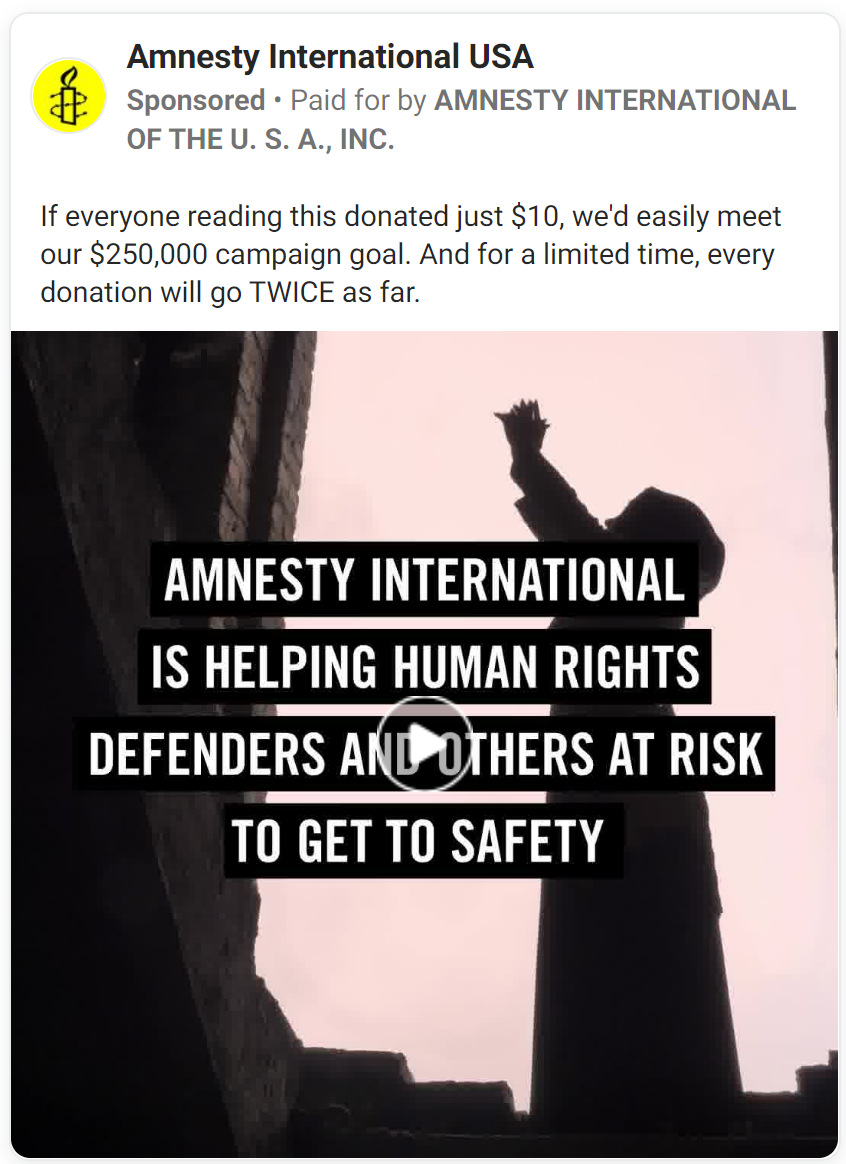 Amnesty International USA
Sponsored • Paid for by AMNESTY INTERNATIONAL
OF THE U. S. A., INC.
If everyone reading this donated just $10, we'd easily meet
our $250,000 campaign goal. And for a limited time, every
donation will go TWICE as far.
AMNESTY INTERNATIONAL
IS HELPING HUMAN RIGHTS
DEFENDERS AND OTHERS AT RISK
TO GET TO SAFETY